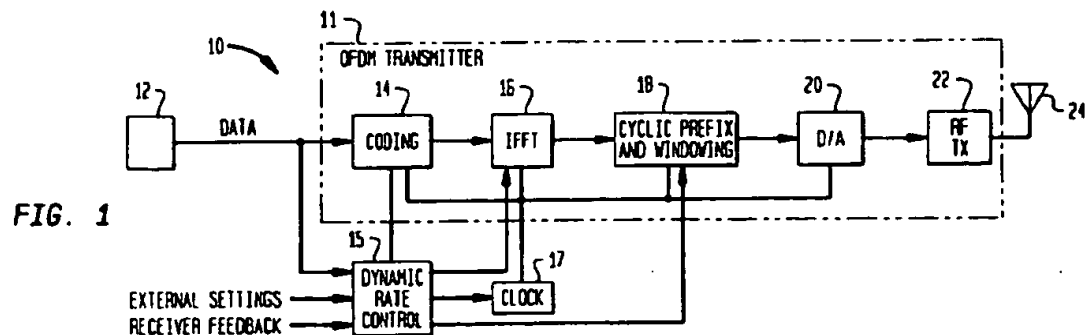 11
OFDM TRANSMITTER
10
12
DATA
14
CODING
16
IFFT
18
CYCLIC PREFIX
AND WINDOWING
20
D/A
22
RF
TX
24
FIG. 1
15
DYNAMIC
RATE
CONTROL
17
CLOCK
EXTERNAL SETTINGS
RECEIVER FEEDBACK